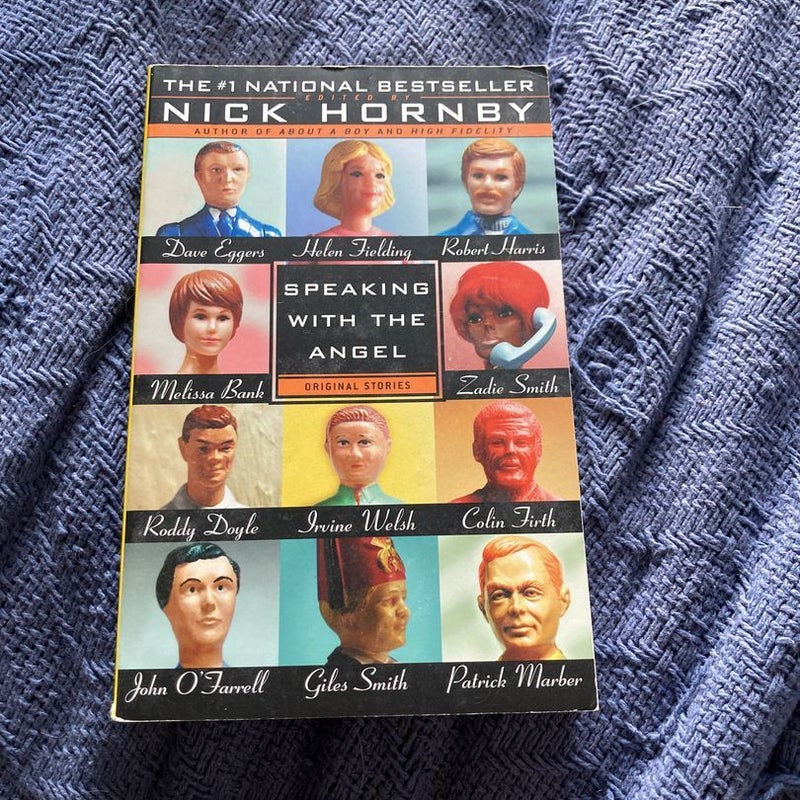 THE #1 NATIONAL BESTSELLER
EDITED BY
NICK HORNBY
AUTHOR OF ABOUT A BOY AND HIGH FIDELITY
Dave Eggers Helen Fielding Robert Harris
SPEAKING
WITH THE
ANGEL
ORIGINAL STORIES
Melissa Bank Zadie Smith
Roddy Doyle Irvine Welsh Colin Firth
John O'Farrell Giles Smith Patrick Marber